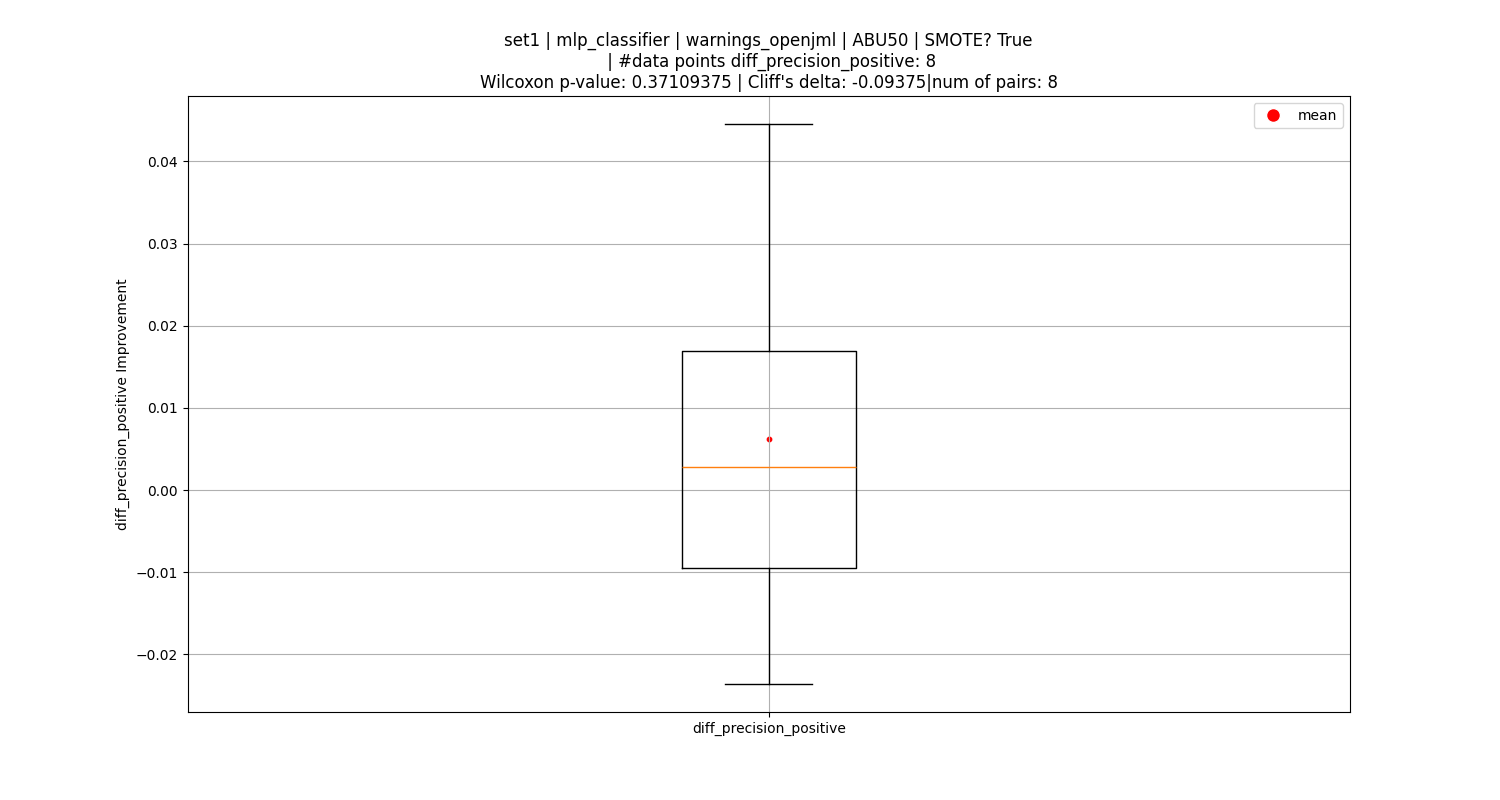 set1 | mlp_classifier | warnings_openjml | ABU50 | SMOTE? True
| #data points diff_precision_positive: 8
Wilcoxon p-value: 0.37109375 | Cliff's delta: -0.09375|num of pairs: 8
mean
0.04
0.03
0.02
0.01
0.00
−0.01
−0.02
diff_precision_positive Improvement
diff_precision_positive